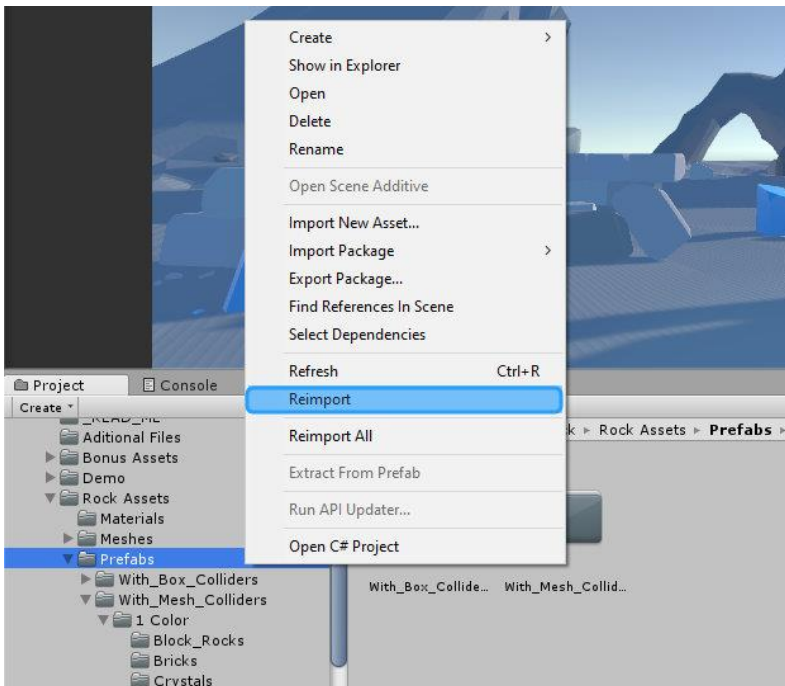 Create
Show in Explorer
Open
Delete
Rename
Open Scene Additive
Import New Asset...
Import Package
Export Package...
Find References In Scene
Select Dependencies
Refresh Ctrl+R
Reimport
Reimport All
Extract From Prefab
Run API Updater...
Open C# Project
Project Console
Create
_READ_ME
Aditional Files
Bonus Assets
Demo
Rock Assets
Materials
Meshes
Prefabs
With_Box_Colliders
With_Mesh_Colliders
1 Color
Block_Rocks
Bricks
Crystals
k ▸ Rock Assets ▸ Prefabs ▸
With_Box_Collide... With_Mesh_Collid...